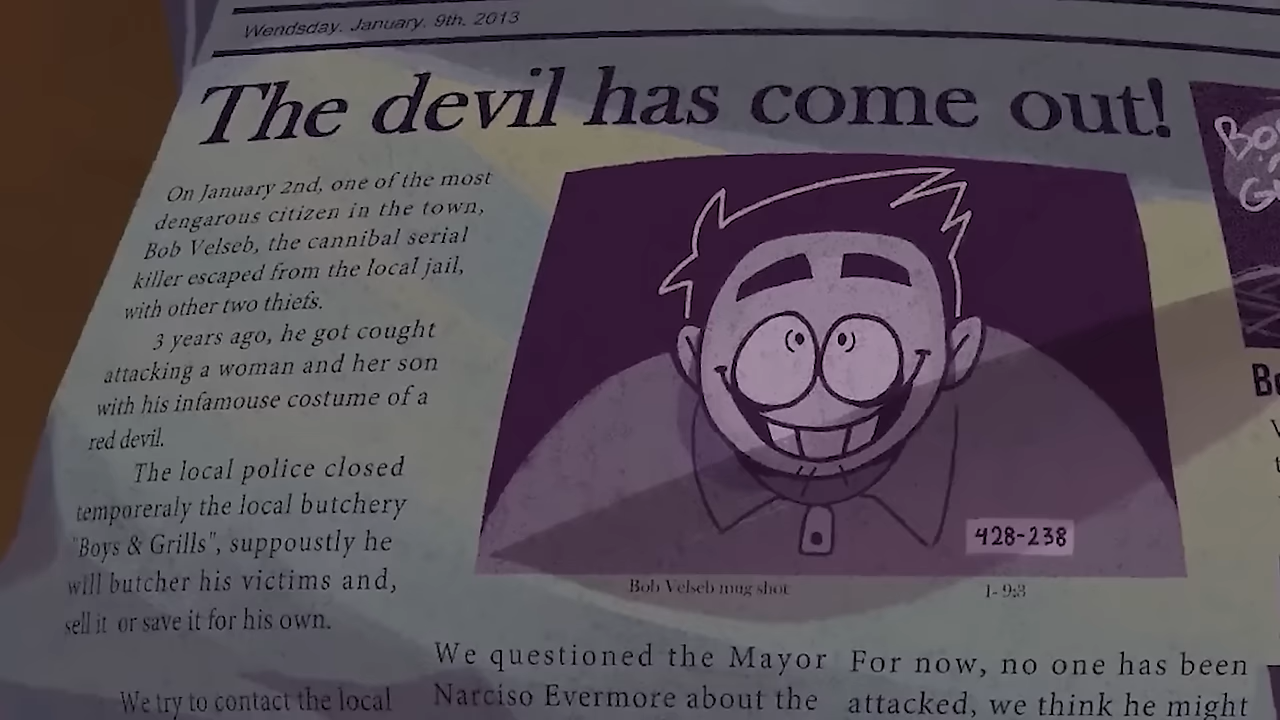 Wendsday. January. 9th. 2013
The devil has come out!
On January 2nd, one of the most
dengarous citizen in the town,
Bob Velseb, the cannibal serial
killer escaped from the local jail,
with other two thiefs.
3 years ago, he got cought
attacking a woman and her son
with his infamouse costume of a
red devil.
The local police closed
temporeraly the local butchery
"Boys & Grills", suppoustly he
will butcher his victims and,
sell it or save it for his own.
We try to contact the local
428-238
Bob Velseb mug shot
1- 9:3
We questioned the Mayor
Narciso Evermore about the
For now, no one has been
attacked, we think he might